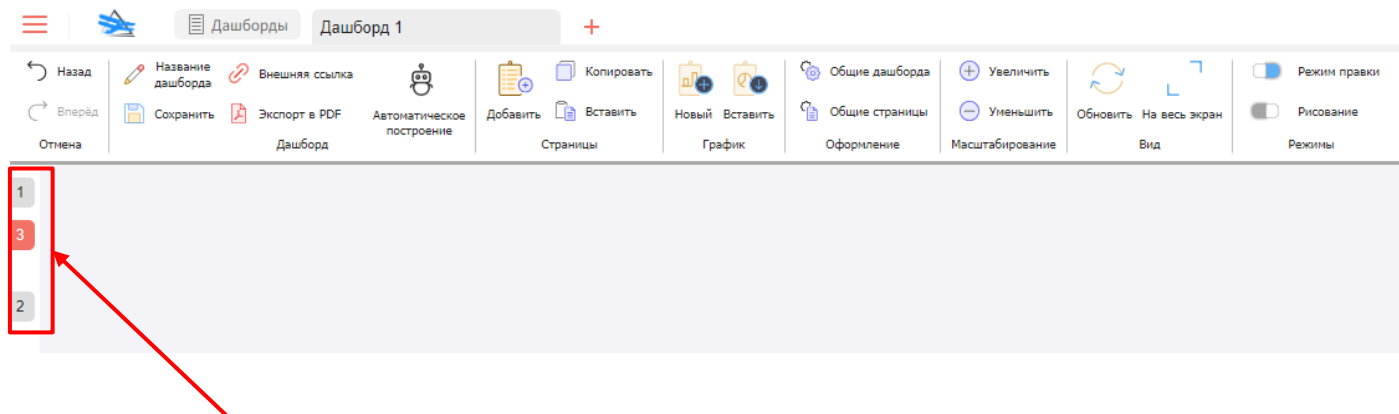 Дашборды
Дашборд 1
+
Назад
Вперёд
Отмена
Название
дашборда
Сохранить
Внешняя ссылка
Экспорт в PDF
Автоматическое
построение
Дашборд
Добавить
Копировать
Вставить
Страницы
Новый
Вставить
График
Общие дашборда
Общие страницы
Оформление
Увеличить
Уменьшить
Масштабирование
Обновить
На весь экран
Вид
Режим правки
Рисование
Режимы
1
3
2